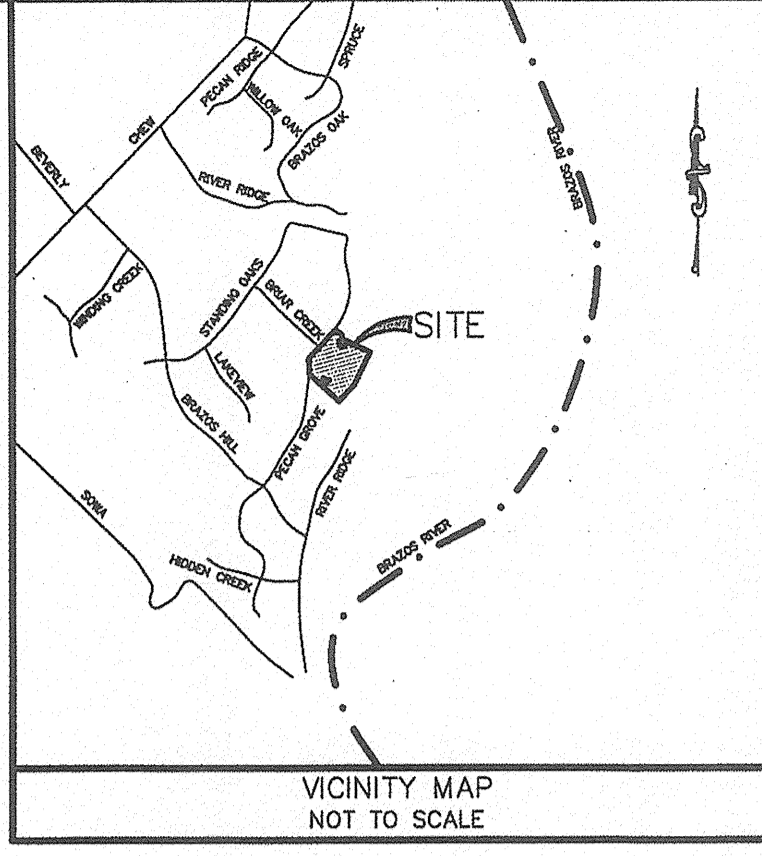 SPRUCE
PECAN RIDGE
WILLOW OAK
CHEW
BRAZOS OAK
BEVERLY
RIVER RIDGE
BRAZOS RIVER
STANDING OAKS
WINDING CREEK
BRIAR CREEK
SITE
LAKEVIEW
BRAZOS HILL
PECAN GROVE
RIVER RIDGE
SOWA
BRAZOS RIVER
HIDDEN CREEK
VICINITY MAP
NOT TO SCALE